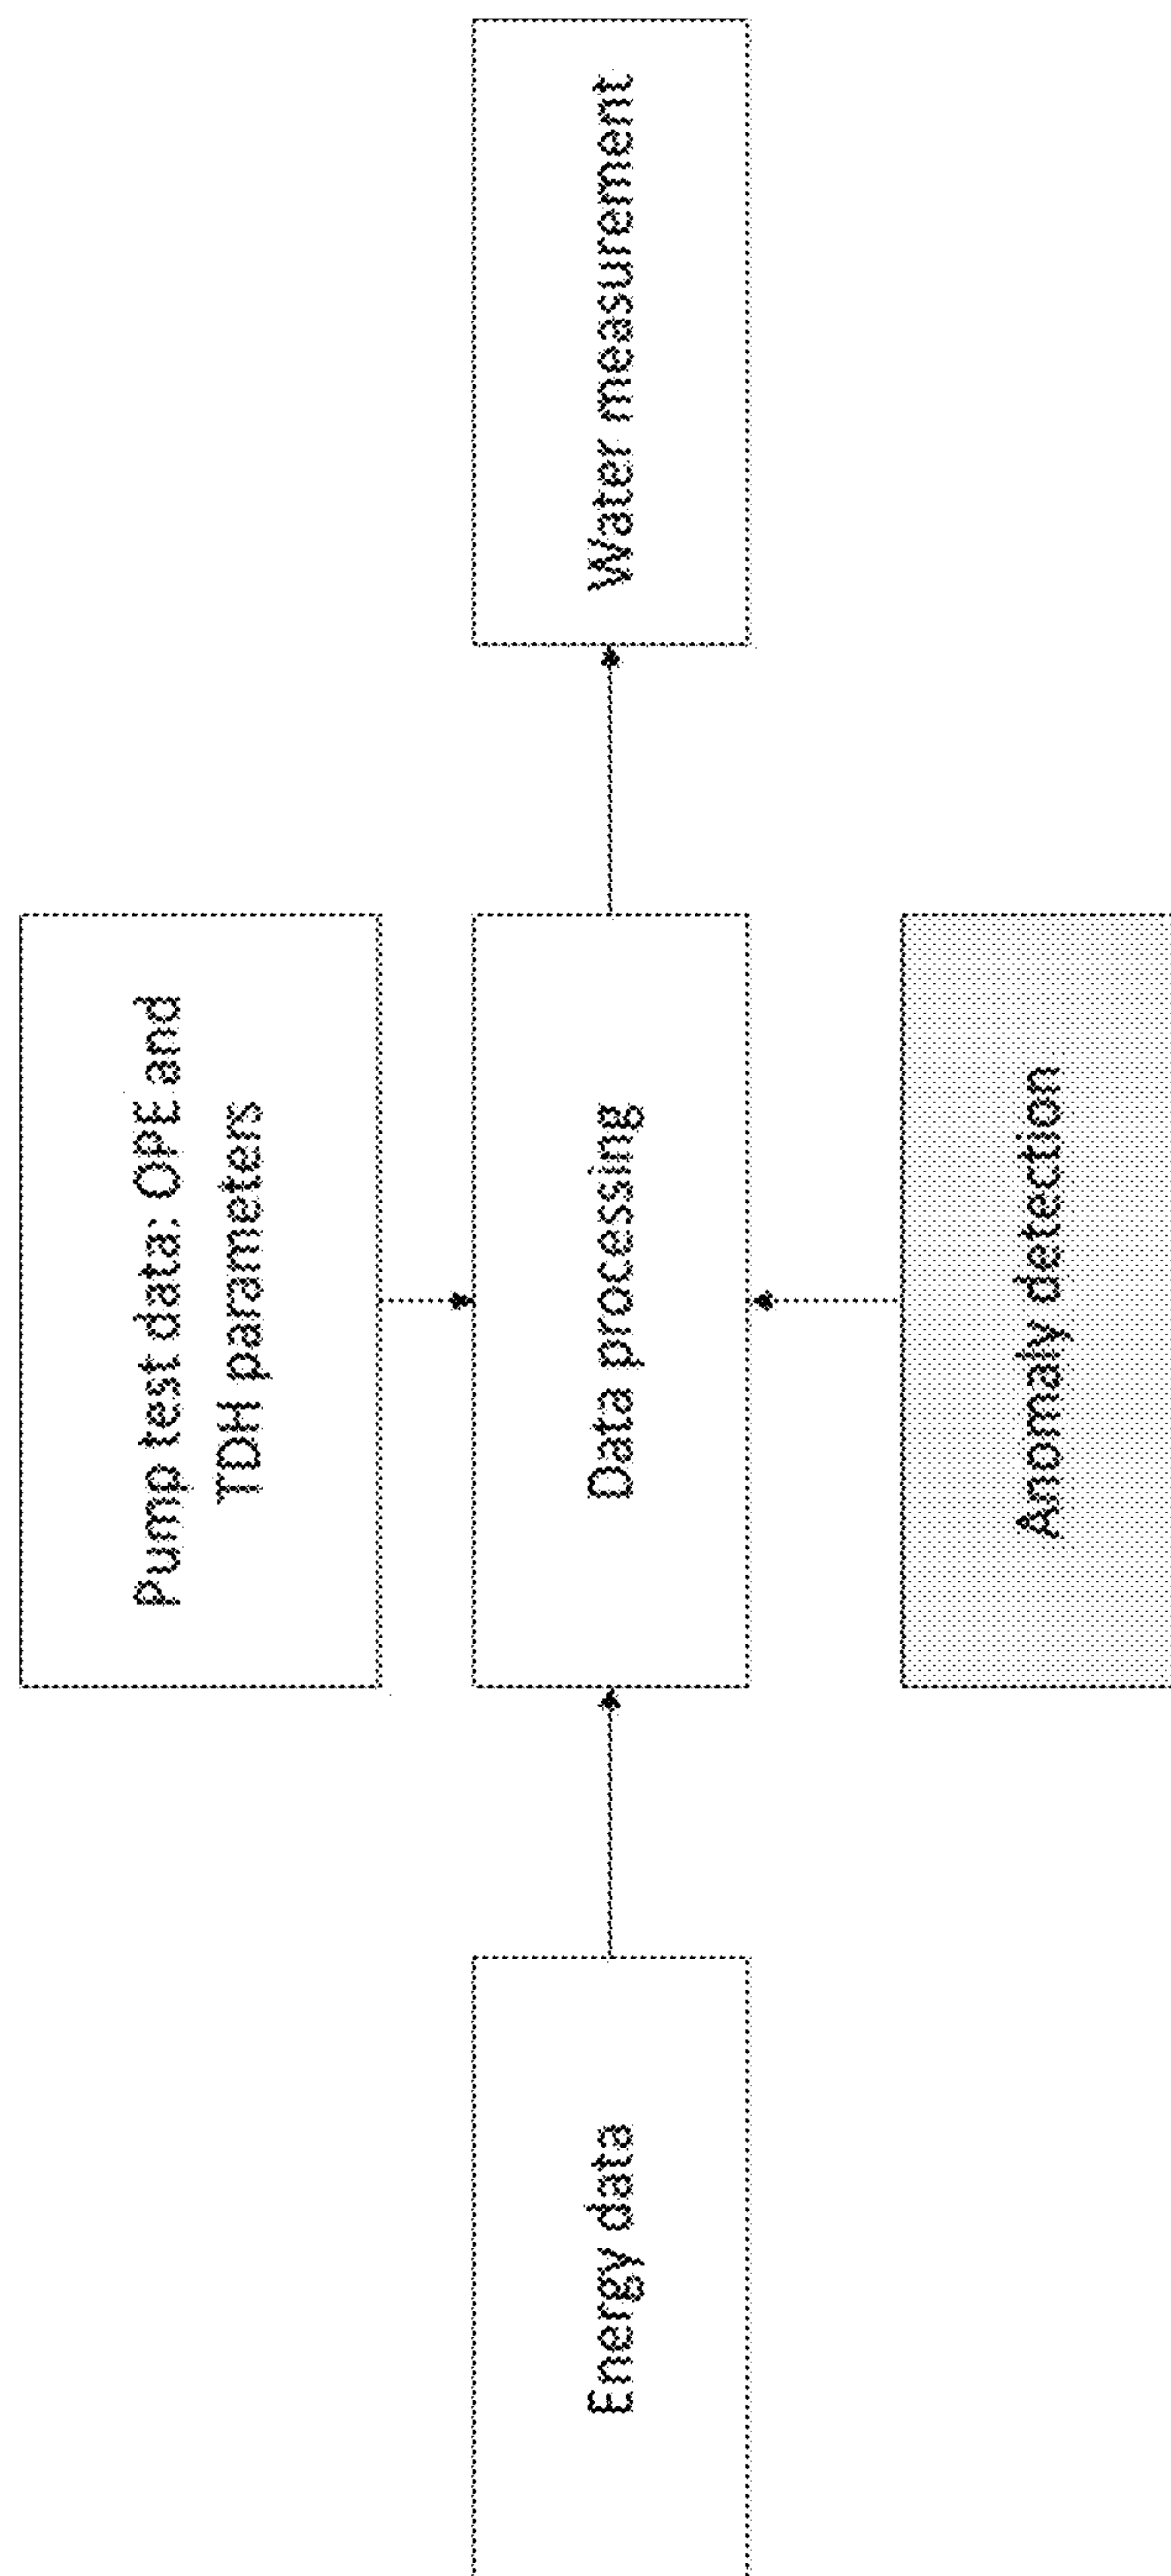 Pump test data: OPE and
TDH parameters
Energy data
Data processing
Water measurement
Anomaly detection